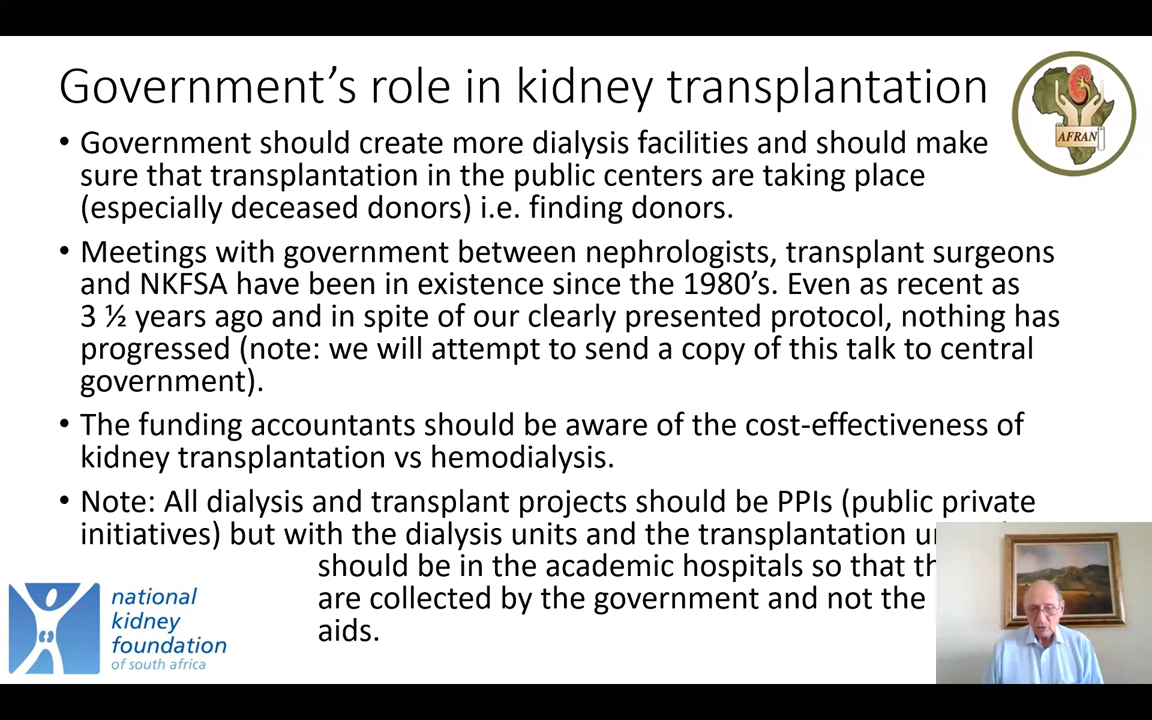 Government’s role in kidney transplantation
• Government should create more dialysis facilities and should make
sure that transplantation in the public centers are taking place
(especially deceased donors) i.e. finding donors.
• Meetings with government between nephrologists, transplant surgeons
and NKFSA have been in existence since the 1980’s. Even as recent as
3 ½ years ago and in spite of our clearly presented protocol, nothing has
progressed (note: we will attempt to send a copy of this talk to central
government).
• The funding accountants should be aware of the cost-effectiveness of
kidney transplantation vs hemodialysis.
• Note: All dialysis and transplant projects should be PPIs (public private
initiatives) but with the dialysis units and the transplantation
should be in the academic hospitals so that
are collected by the government and not the
aids.
AFRAN
national
kidney
foundation
of south africa